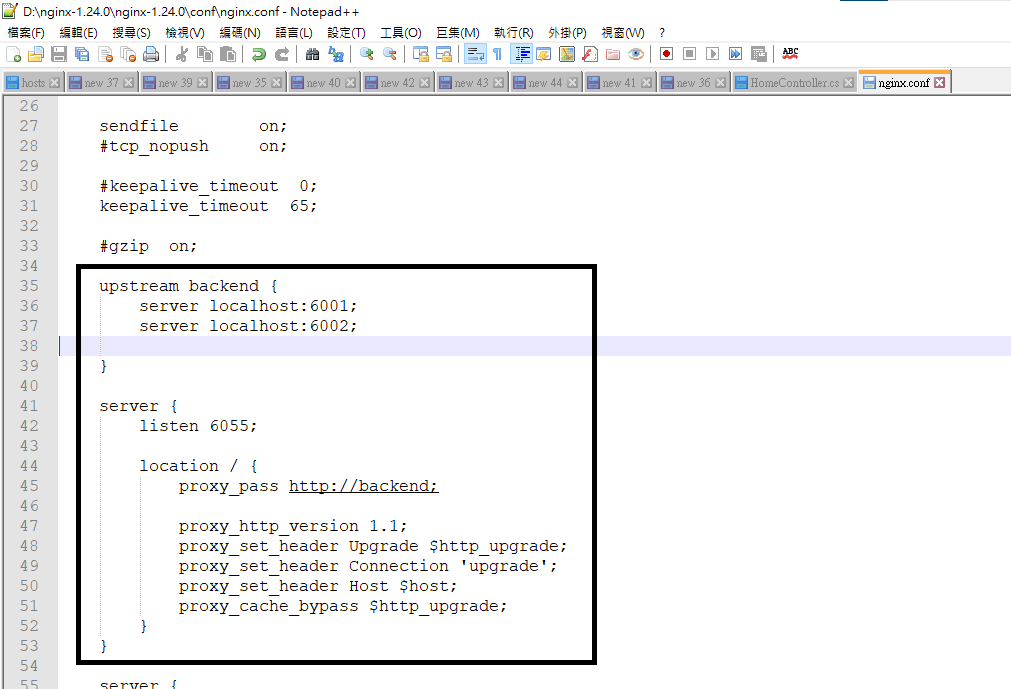 D:\nginx-1.24.0\nginx-1.24.0\conf\nginx.conf - Notepad++
檔案(F) 編輯(E) 搜尋(S) 檢視(V) 編碼(N) 語言(L) 設定(T) 工具(O) 巨集(M) 執行(R) 外掛(P) 視窗(W) ?
ABC
hosts new 37 new 39 new 35 new 40 new 42 new 43 new 44 new 41 new 36 HomeController.cs nginx.conf
26
27 sendfile on;
28 #tcp_nopush on;
29
30 #keepalive_timeout 0;
31 keepalive_timeout 65;
32
33 #gzip on;
34
35 upstream backend {
36 server localhost:6001;
37 server localhost:6002;
38
39 }
40
41 server {
42 listen 6055;
43
44 location / {
45 proxy_pass http://backend;
46
47 proxy_http_version 1.1;
48 proxy_set_header Upgrade $http_upgrade;
49 proxy_set_header Connection 'upgrade';
50 proxy_set_header Host $host;
51 proxy_cache_bypass $http_upgrade;
52 }
53 }
54
55 server {